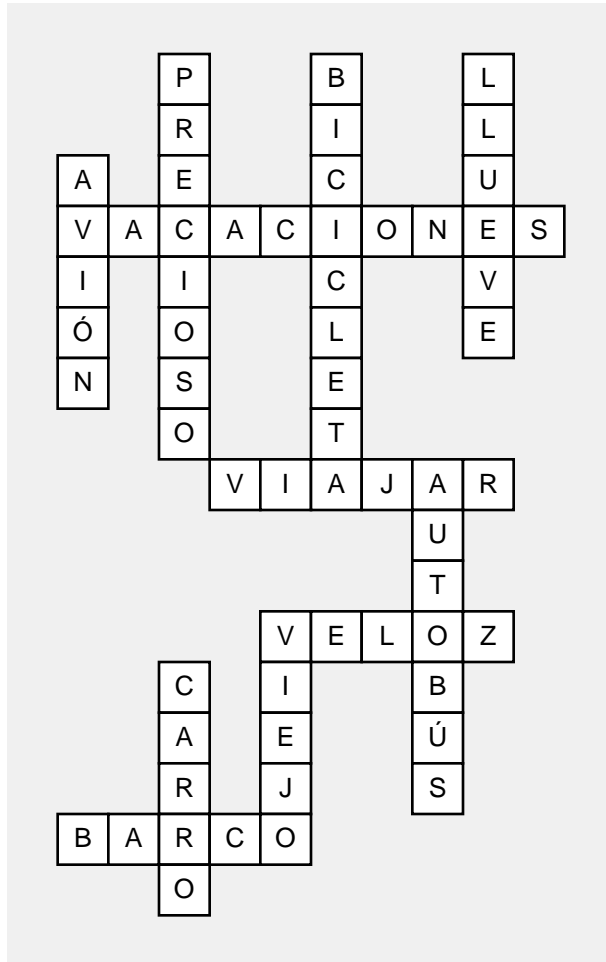 P B L
R I L
A E C U
V A C A C I O N E S
I I C V
Ó O L E
N S E
O T
V I A J A R
U
T
V E L O Z
C I B
A E Ú
R J S
B A R C O
O